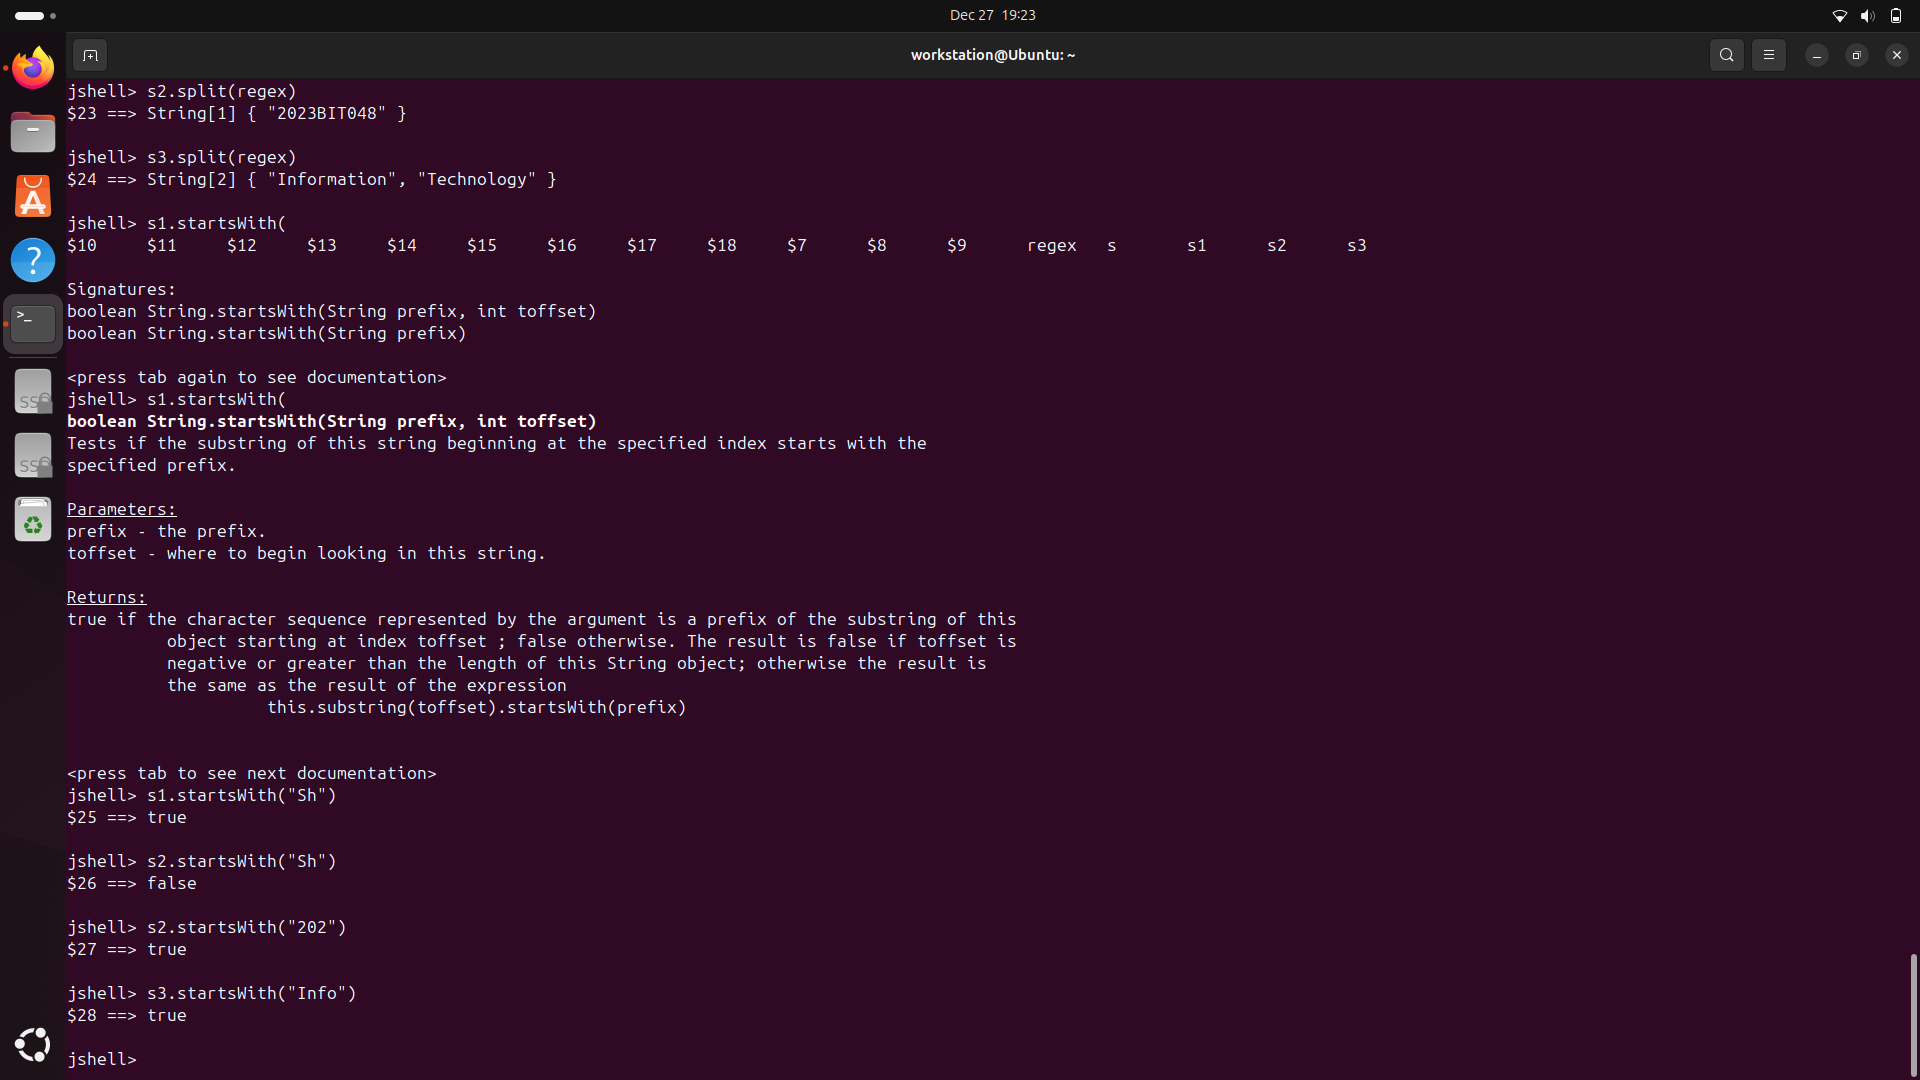 Dec 27 19:23
workstation@Ubuntu: ~
jshell> s2.split(regex)
$23 ==> String[1] { "2023BIT048" }
jshell> s3.split(regex)
$24 ==> String[2] { "Information", "Technology" }
jshell> s1.startsWith(
$10 $11 $12 $13 $14 $15 $16 $17 $18 $7 $8 $9 regex s s1 s2 s3
Signatures:
boolean String.startsWith(String prefix, int toffset)
boolean String.startsWith(String prefix)
<press tab again to see documentation>
jshell> s1.startsWith(
boolean String.startsWith(String prefix, int toffset)
Tests if the substring of this string beginning at the specified index starts with the
specified prefix.
Parameters:
prefix - the prefix.
toffset - where to begin looking in this string.
Returns:
true if the character sequence represented by the argument is a prefix of the substring of this
object starting at index toffset ; false otherwise. The result is false if toffset is
negative or greater than the length of this String object; otherwise the result is
the same as the result of the expression
this.substring(toffset).startsWith(prefix)
<press tab to see next documentation>
jshell> s1.startsWith("Sh")
$25 ==> true
jshell> s2.startsWith("Sh")
$26 ==> false
jshell> s2.startsWith("202")
$27 ==> true
jshell> s3.startsWith("Info")
$28 ==> true
jshell>